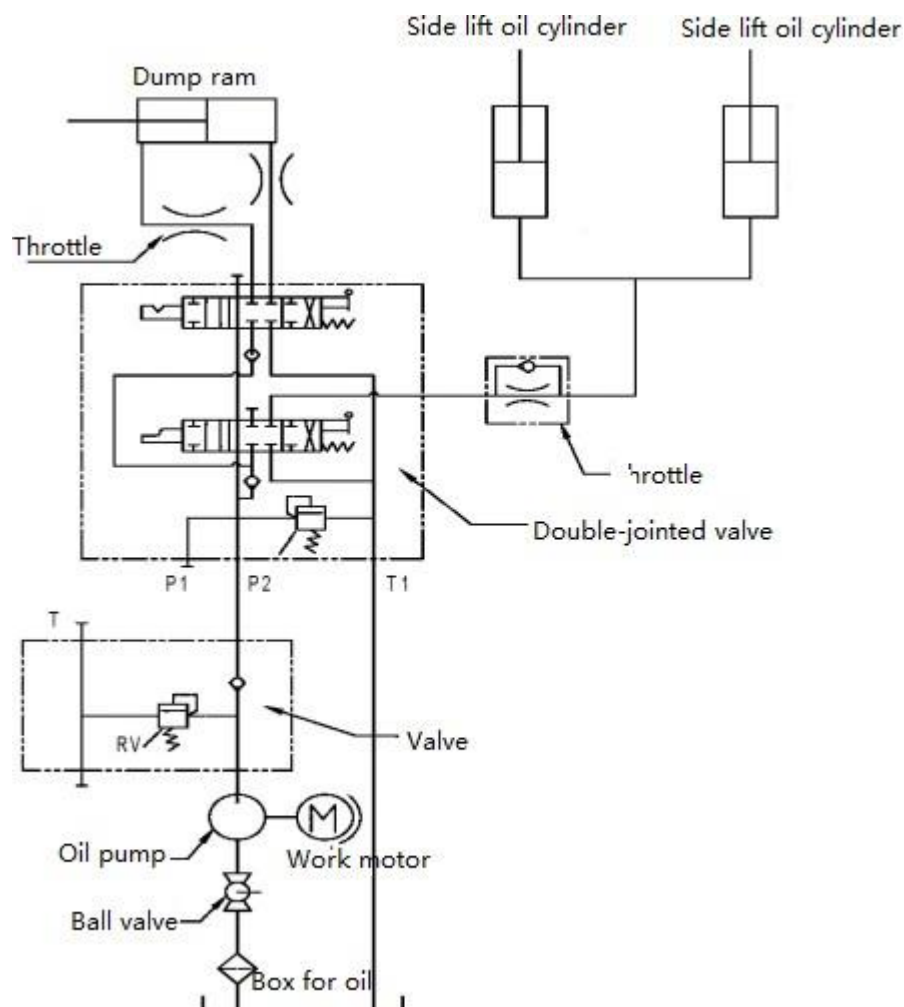 Side lift oil cylinder
Side lift oil cylinder
Dump ram
Throttle
hrottle
Double-jointed valve
P1
P2
T1
T
RV
Valve
M
Oil pump
Work motor
Ball valve
Box for oil